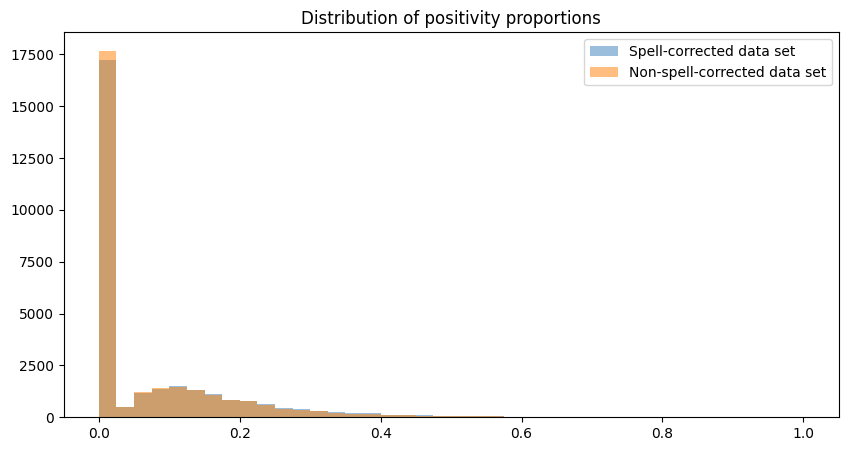 Distribution of positivity proportions
Spell-corrected data set
Non-spell-corrected data set
17500
15000
12500
10000
7500
5000
2500
0
0.0 0.2 0.4 0.6 0.8 1.0